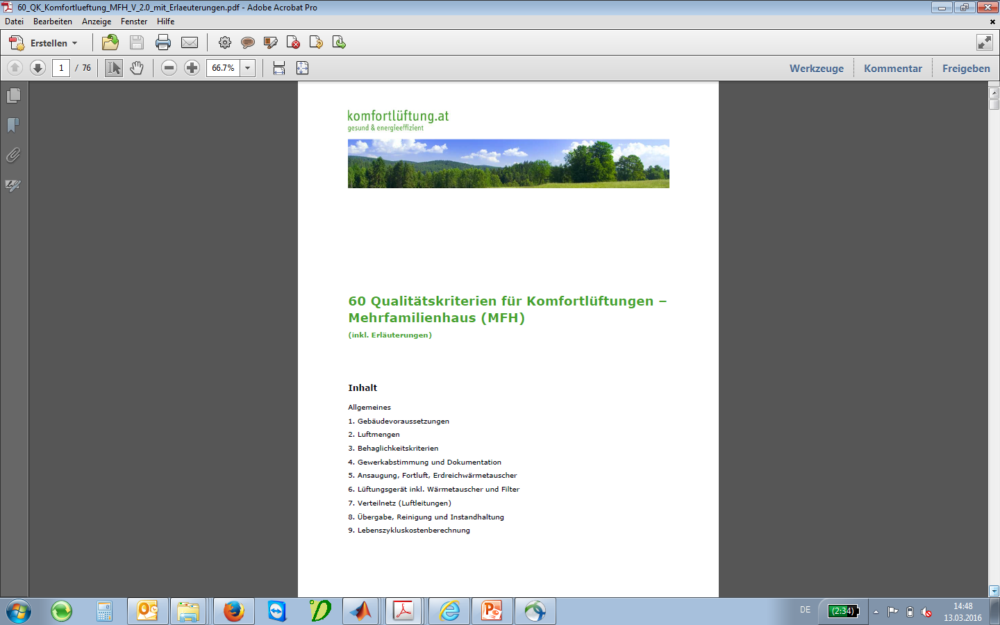 60_QK_Komfortlueftung_MFH_V_2.0_mit_Erlaeuterungen.pdf - Adobe Acrobat Pro
Datei Bearbeiten Anzeige Fenster Hilfe
Erstellen
1 / 76 66.7% Werkzeuge Kommentar Freigeben
komfortlüftung.at
gesund & energieeffizient
60 Qualitätskriterien für Komfortlüftungen –
Mehrfamilienhaus (MFH)
(inkl. Erläuterungen)
Inhalt
Allgemeines
1. Gebäudevoraussetzungen
2. Luftmengen
3. Behaglichkeitskriterien
4. Gewerkabstimmung und Dokumentation
5. Ansaugung, Fortluft, Erdreichwärmetauscher
6. Lüftungsgerät inkl. Wärmetauscher und Filter
7. Verteilnetz (Luftleitungen)
8. Übergabe, Reinigung und Instandhaltung
9. Lebenszykluskostenberechnung
DE (2:34) 14:48
13.03.2016